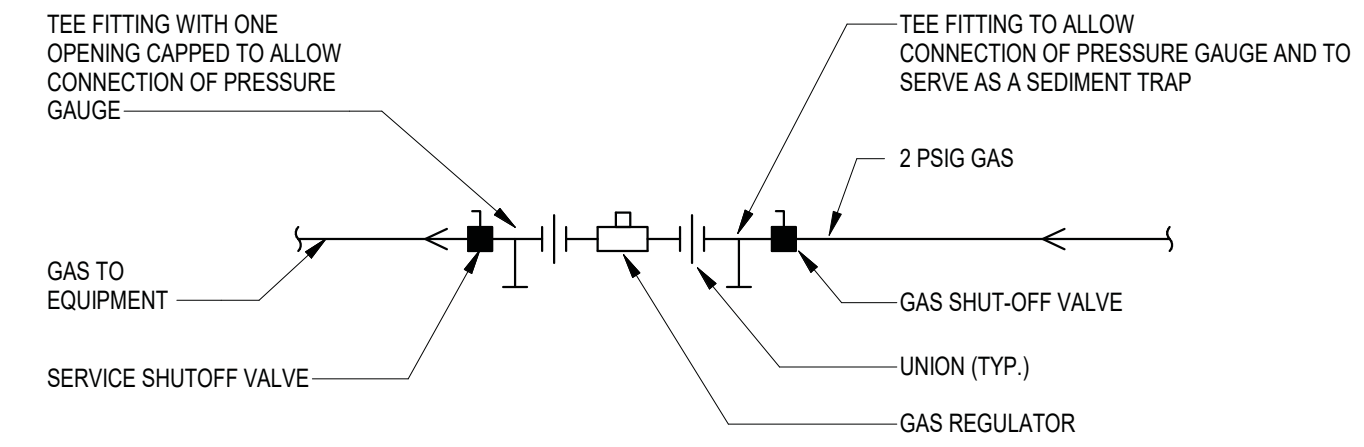 TEE FITTING WITH ONE
OPENING CAPPED TO ALLOW
CONNECTION OF PRESSURE
GAUGE
TEE FITTING TO ALLOW
CONNECTION OF PRESSURE GAUGE AND TO
SERVE AS A SEDIMENT TRAP
2 PSIG GAS
GAS TO
EQUIPMENT
GAS SHUT-OFF VALVE
SERVICE SHUTOFF VALVE
UNION (TYP.)
GAS REGULATOR